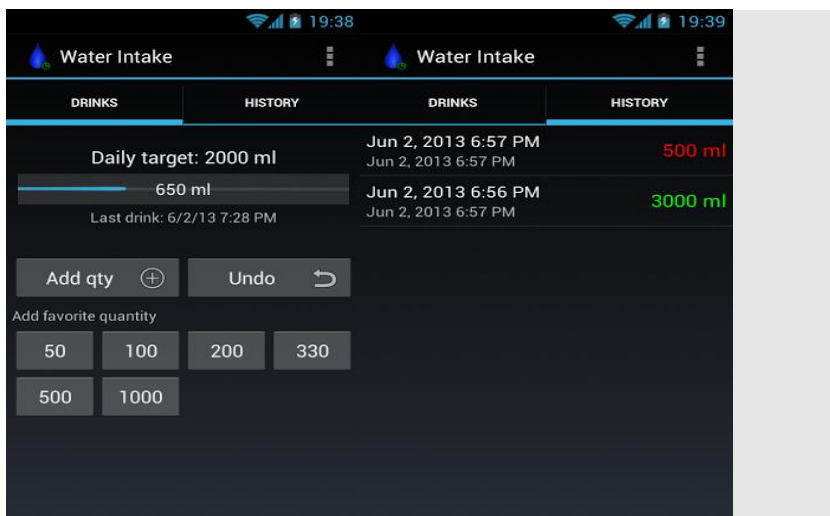 19:38
Water Intake
DRINKS HISTORY
Daily target: 2000 ml
650 ml
Last drink: 6/2/13 7:28 PM
Add qty Undo
Add favorite quantity
50 100 200 330
500 1000
19:39
Water Intake
DRINKS HISTORY
Jun 2, 2013 6:57 PM
Jun 2, 2013 6:57 PM
500 ml
Jun 2, 2013 6:56 PM
Jun 2, 2013 6:57 PM
3000 ml